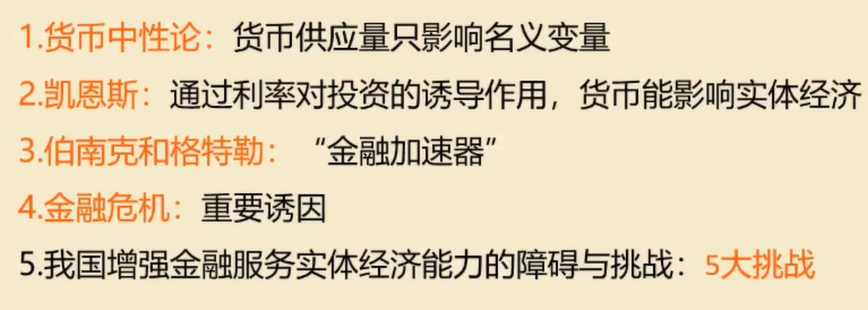 1.货币中性论：货币供应量只影响名义变量
2.凯恩斯：通过利率对投资的诱导作用，货币能影响实体经济
3.伯南克和格特勒：“金融加速器”
4.金融危机：重要诱因
5.我国增强金融服务实体经济能力的障碍与挑战：5大挑战